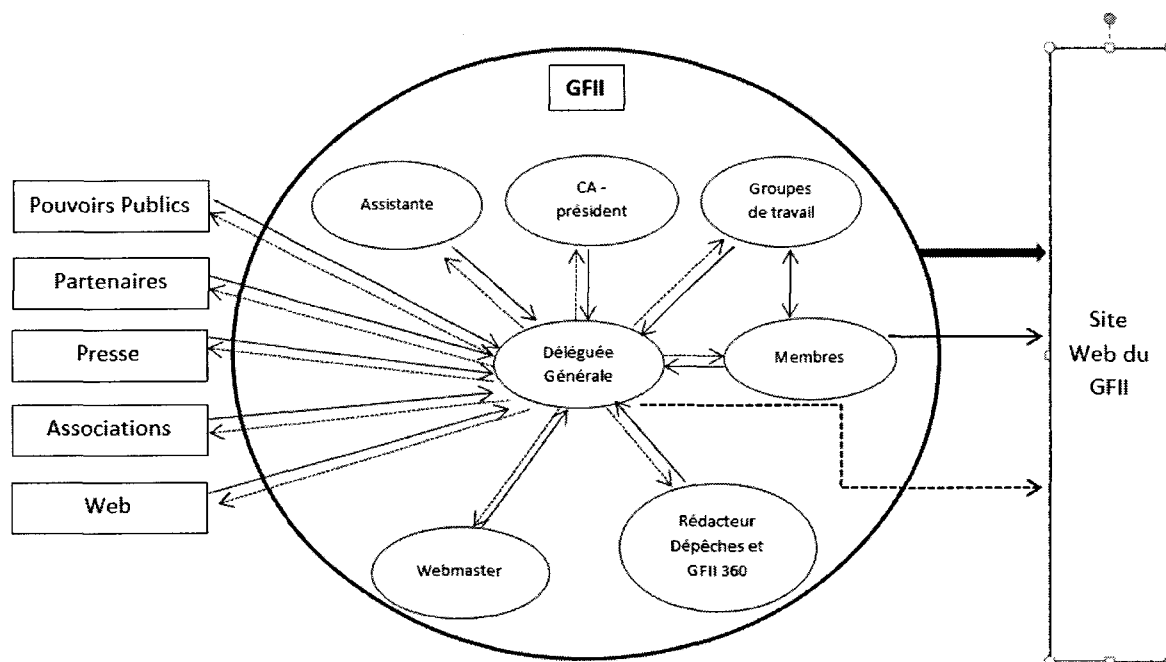 GFII
Pouvoirs Publics
Partenaires
Presse
Associations
Web
Assistante
CA -
président
Groupes
de travail
Déléguée
Générale
Membres
Webmaster
Rédacteur
Dépêches et
GFII 360
Site
Web du
GFII